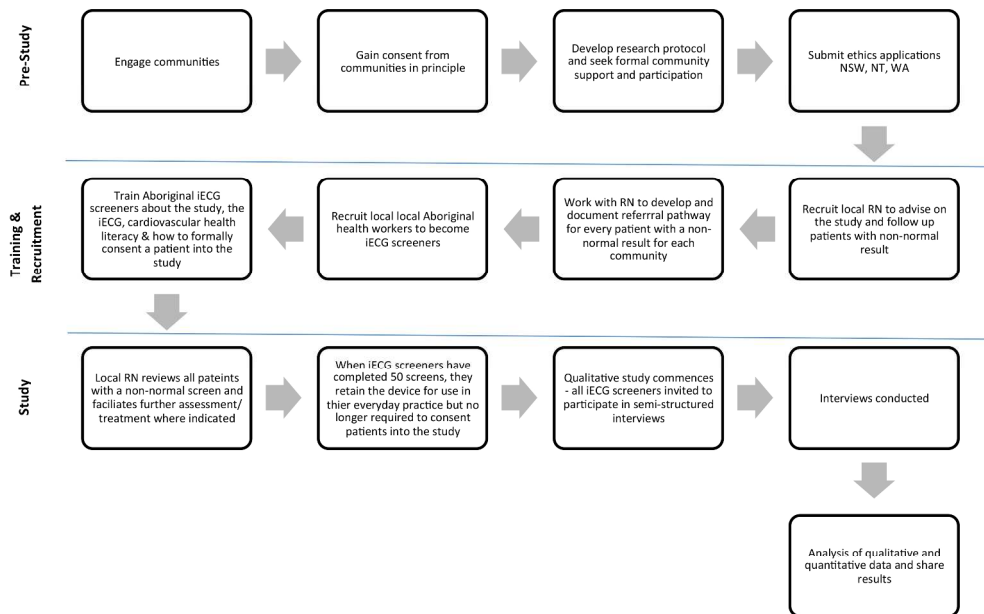 Pre-Study
Engage communities
Gain consent from
communities in principle
Develop research protocol
and seek formal community
support and participation
Submit ethics applications
NSW, NT, WA
Training &
Recruitment
Recruit local RN to advise on
the study and follow up
patients with non-normal
result
Work with RN to develop and
document referrral pathway
for every patient with a non-
normal result for each
community
Recruit local local Aboriginal
health workers to become
iECG screeners
Train Aboriginal iECG
screeners about the study, the
iECG, cardiovascular health
literacy & how to formally
consent a patient into the
study
Study
Local RN reviews all pateints
with a non-normal screen and
faciliates further assessment/
treatment where indicated
When iECG screeners have
completed 50 screens, they
retain the device for use in
thier everyday practice but no
longer required to consent
patients into the study
Qualitative study commences
- all iECG screeners invited to
participate in semi-structured
interviews
Interviews conducted
Analysis of qualitative and
quantitative data and share
results